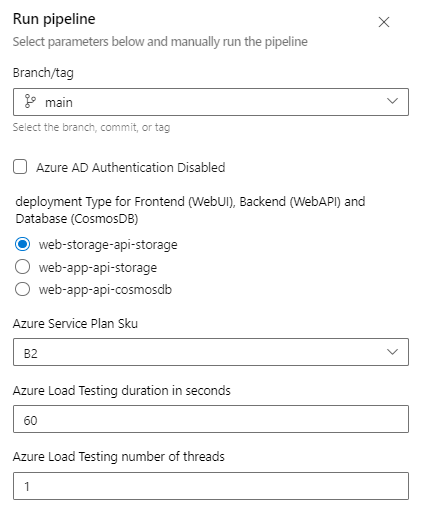 Run pipeline
Select parameters below and manually run the pipeline
Branch/tag
main
Select the branch, commit, or tag
Azure AD Authentication Disabled
deployment Type for Frontend (WebUI), Backend (WebAPI) and
Database (CosmosDB)
web-storage-api-storage
web-app-api-storage
web-app-api-cosmosdb
Azure Service Plan Sku
B2
Azure Load Testing duration in seconds
60
Azure Load Testing number of threads
1